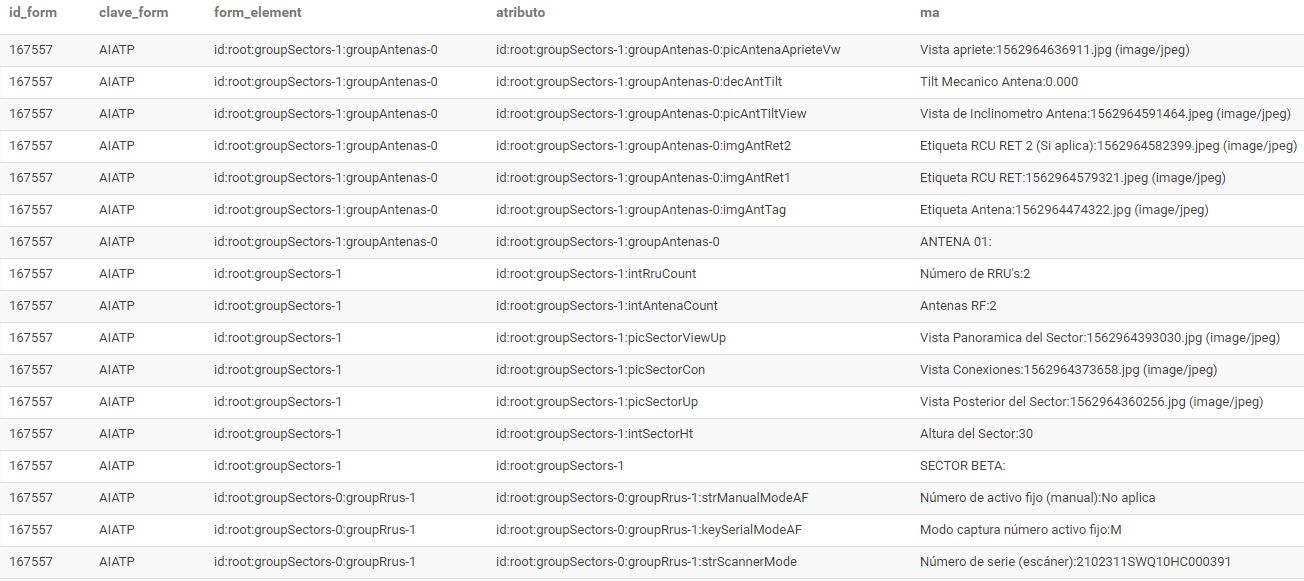 id_form clave_form form_element atributo ma
167557 AIATP id:root:groupSectors-1:groupAntenas-0 id:root:groupSectors-1:groupAntenas-0:picAntenaAprieteVw Vista apriete:1562964636911.jpg (image/jpeg)
167557 AIATP id:root:groupSectors-1:groupAntenas-0 id:root:groupSectors-1:groupAntenas-0:decAntTilt Tilt Mecanico Antena:0.000
167557 AIATP id:root:groupSectors-1:groupAntenas-0 id:root:groupSectors-1:groupAntenas-0:picAntTiltView Vista de Inclinometro Antena:1562964591464.jpeg (image/jpeg)
167557 AIATP id:root:groupSectors-1:groupAntenas-0 id:root:groupSectors-1:groupAntenas-0:imgAntRet2 Etiqueta RCU RET 2 (Si aplica):1562964582399.jpeg (image/jpeg)
167557 AIATP id:root:groupSectors-1:groupAntenas-0 id:root:groupSectors-1:groupAntenas-0:imgAntRet1 Etiqueta RCU RET:1562964579321.jpeg (image/jpeg)
167557 AIATP id:root:groupSectors-1:groupAntenas-0 id:root:groupSectors-1:groupAntenas-0:imgAntTag Etiqueta Antena:1562964474322.jpg (image/jpeg)
167557 AIATP id:root:groupSectors-1:groupAntenas-0 id:root:groupSectors-1:groupAntenas-0 ANTENA 01:
167557 AIATP id:root:groupSectors-1 id:root:groupSectors-1:intRruCount Número de RRU's:2
167557 AIATP id:root:groupSectors-1 id:root:groupSectors-1:intAntenaCount Antenas RF:2
167557 AIATP id:root:groupSectors-1 id:root:groupSectors-1:picSectorViewUp Vista Panoramica del Sector:1562964393030.jpg (image/jpeg)
167557 AIATP id:root:groupSectors-1 id:root:groupSectors-1:picSectorCon Vista Conexiones:1562964373658.jpg (image/jpeg)
167557 AIATP id:root:groupSectors-1 id:root:groupSectors-1:picSectorUp Vista Posterior del Sector:1562964360256.jpg (image/jpeg)
167557 AIATP id:root:groupSectors-1 id:root:groupSectors-1:intSectorHt Altura del Sector:30
167557 AIATP id:root:groupSectors-1 id:root:groupSectors-1 SECTOR BETA:
167557 AIATP id:root:groupSectors-0:groupRrus-1 id:root:groupSectors-0:groupRrus-1:strManualModeAF Número de activo fijo (manual):No aplica
167557 AIATP id:root:groupSectors-0:groupRrus-1 id:root:groupSectors-0:groupRrus-1:keySerialModeAF Modo captura número activo fijo:M
167557 AIATP id:root:groupSectors-0:groupRrus-1 id:root:groupSectors-0:groupRrus-1:strScannerMode Número de serie (escáner):2102311SWQ10HC000391